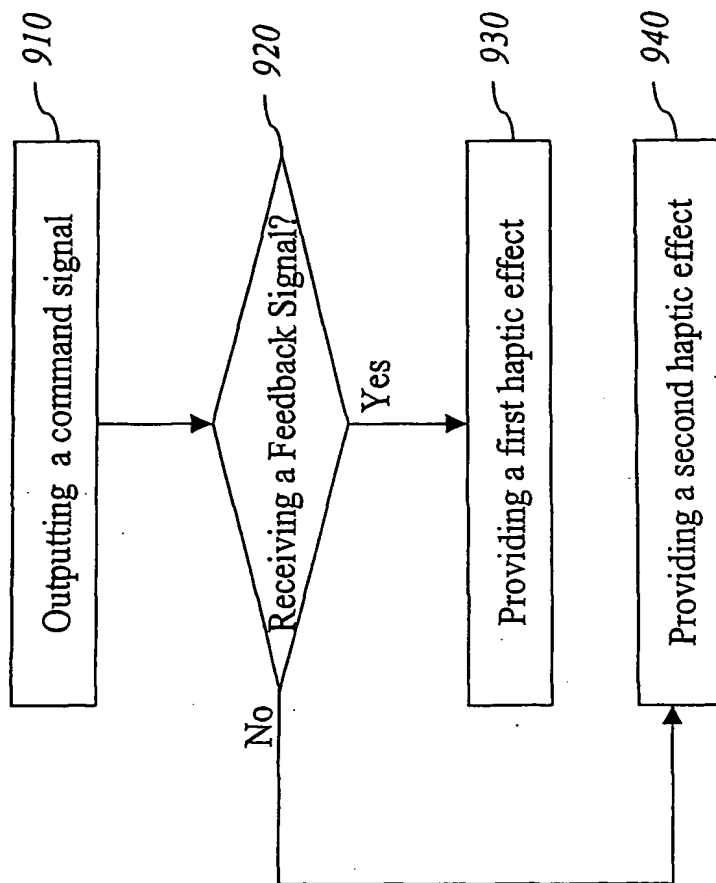 Outputting a command signal
910
Receiving a Feedback Signal?
920
Yes
No
Providing a first haptic effect
930
Providing a second haptic effect
940